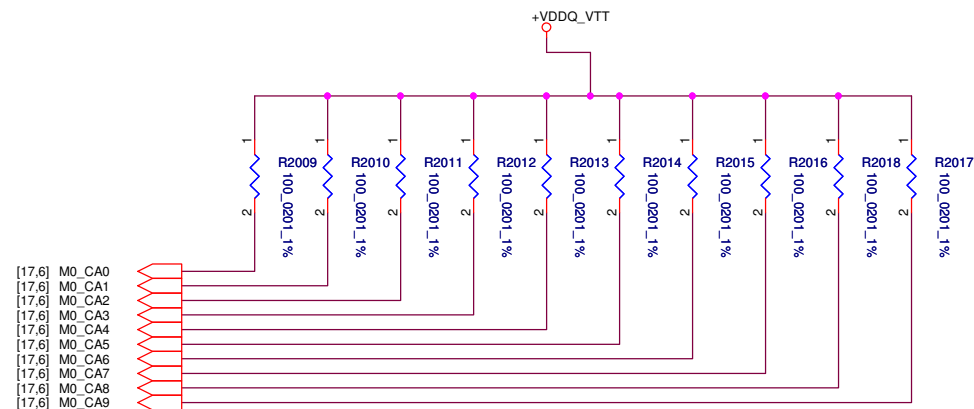 +VDDQ_VTT
1 1 1 1 1 1 1 1 1 1
R2009 R2010 R2011 R2012 R2013 R2014 R2015 R2016 R2018 R2017
100_0201_1% 100_0201_1% 100_0201_1% 100_0201_1% 100_0201_1% 100_0201_1% 100_0201_1% 100_0201_1% 100_0201_1% 100_0201_1%
2 2 2 2 2 2 2 2 2 2
[17,6] M0_CA0
[17,6] M0_CA1
[17,6] M0_CA2
[17,6] M0_CA3
[17,6] M0_CA4
[17,6] M0_CA5
[17,6] M0_CA6
[17,6] M0_CA7
[17,6] M0_CA8
[17,6] M0_CA9